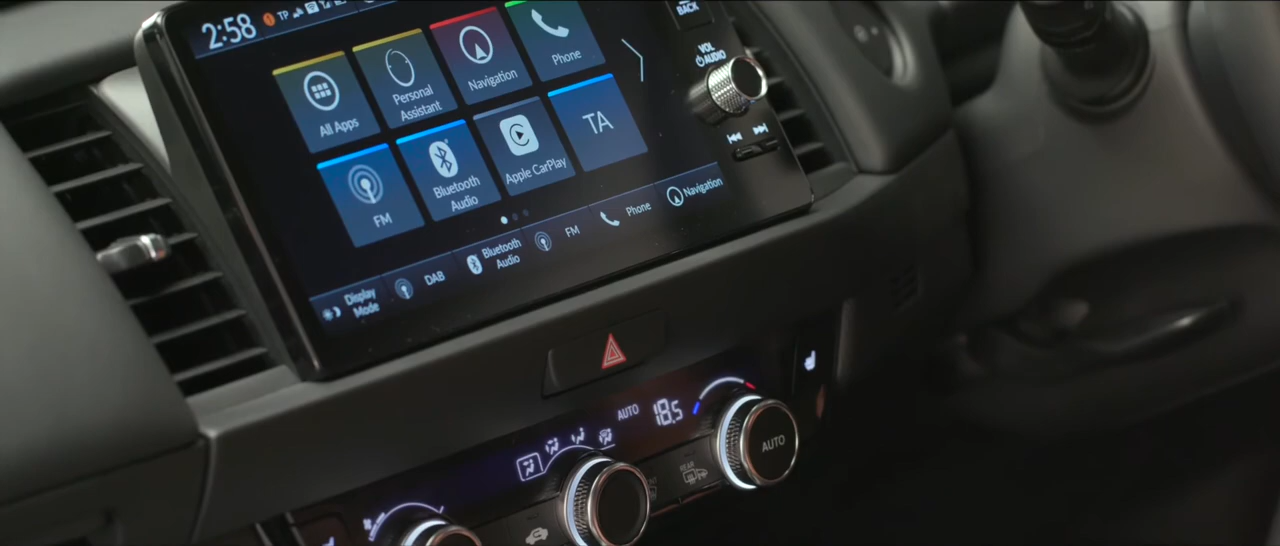 2:58
TP
BACK
VOL
AUDIO
All Apps
Personal
Assistant
Navigation
Phone
FM
Bluetooth
Audio
Apple CarPlay
TA
Display
Mode
DAB
Bluetooth
Audio
FM
Phone
Navigation
AUTO
18.5
AUTO
REAR